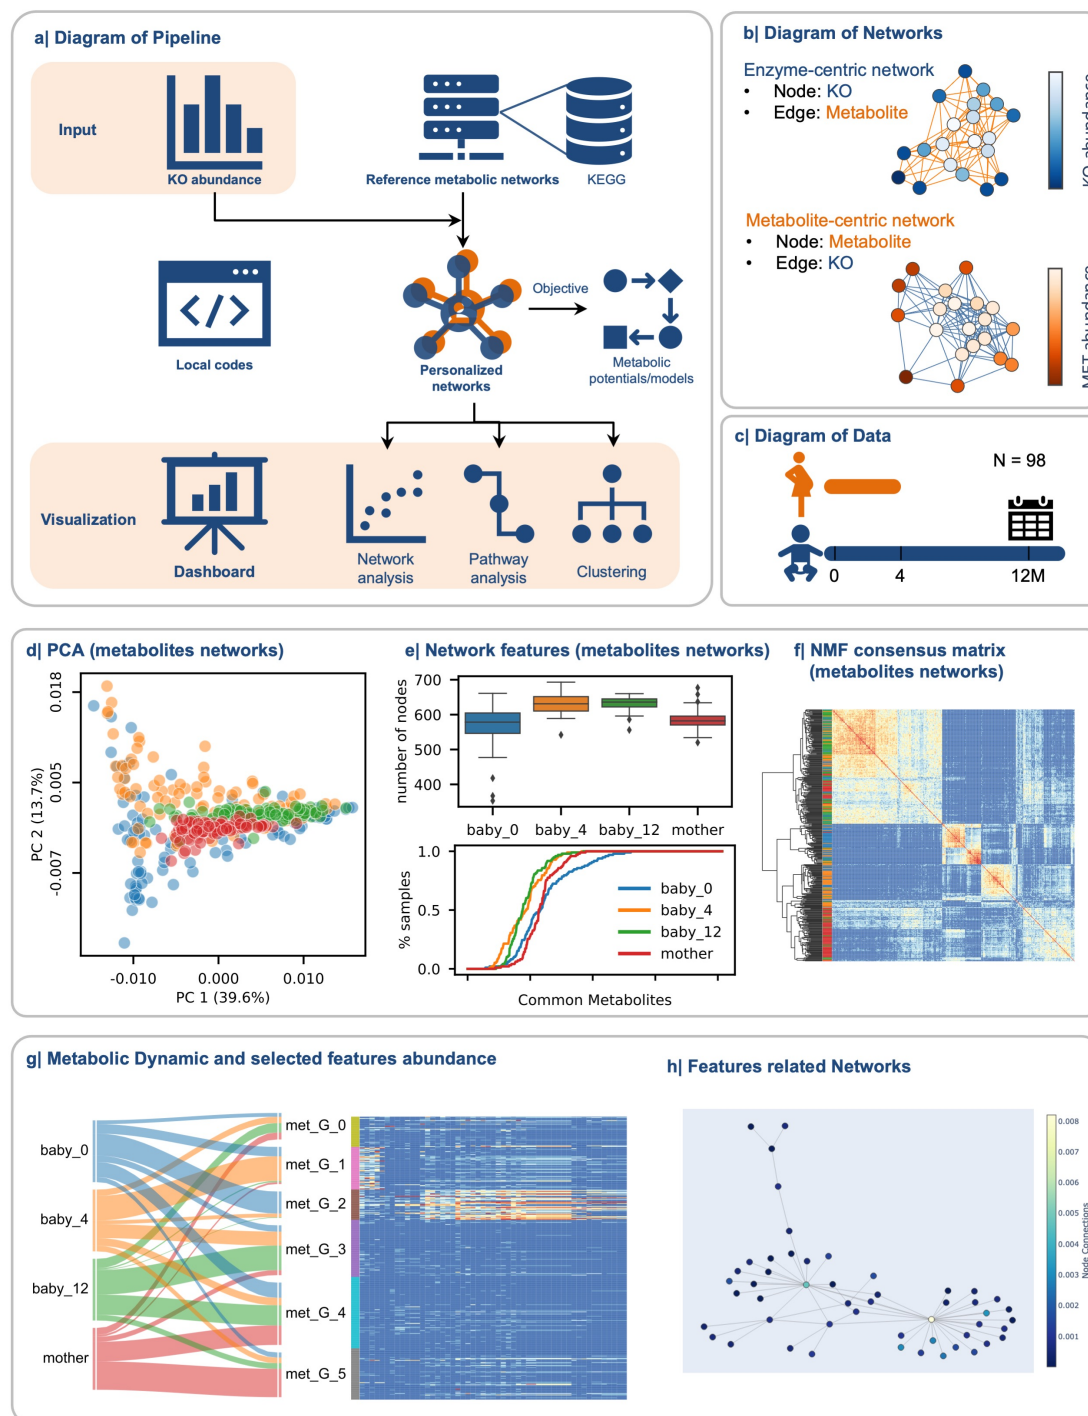 a| Diagram of Pipeline
Input
KO abundance
Reference metabolic networks
KEGG
Local codes
Objective
Personalized
networks
Metabolic
potentials/models
Visualization
Dashboard
Network
analysis
Pathway
analysis
Clustering
b| Diagram of Networks
Enzyme-centric network
• Node: KO
• Edge: Metabolite
KO abundance
Metabolite-centric network
• Node: Metabolite
• Edge: KO
MET abundance
c| Diagram of Data
N = 98
0 4 12M
d| PCA (metabolites networks)
0.018
0.005
-0.007
PC 2 (13.7%)
-0.010 0.000 0.010
PC 1 (39.6%)
e| Network features (metabolites networks)
700
600
500
400
number of nodes
baby_0 baby_4 baby_12 mother
1.0
0.5
0.0
% samples
baby_0
baby_4
baby_12
mother
Common Metabolites
f| NMF consensus matrix
(metabolites networks)
g| Metabolic Dynamic and selected features abundance
baby_0
baby_4
baby_12
mother
met_G_0
met_G_1
met_G_2
met_G_3
met_G_4
met_G_5
h| Features related Networks
0.008
0.007
0.006
0.005
0.004
0.003
0.002
0.001
Node Connections